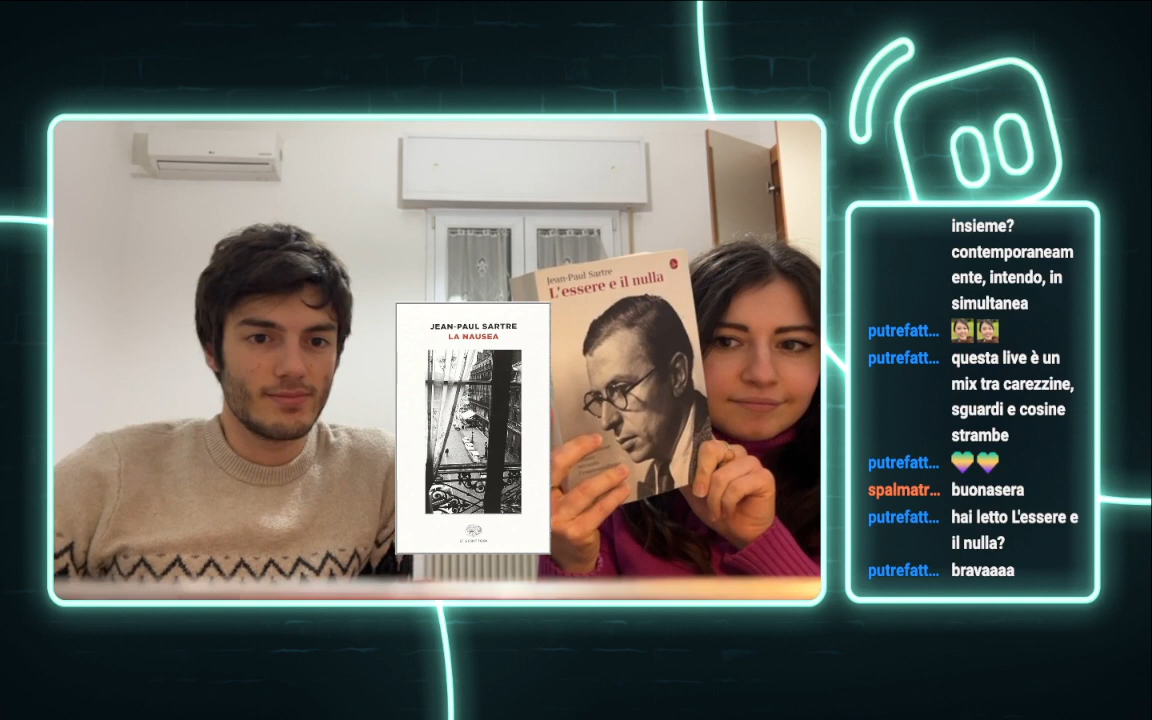 JEAN-PAUL SARTRE
LA NAUSEA
Jean-Paul Sartre
L'essere e il nulla
insieme?
contemporaneam
ente, intendo, in
simultanea
putrefatt...
putrefatt... questa live è un
mix tra carezzine,
sguardi e cosine
strambe
putrefatt...
spalmatr... buonasera
putrefatt... hai letto L'essere e
il nulla?
putrefatt... bravaaaa